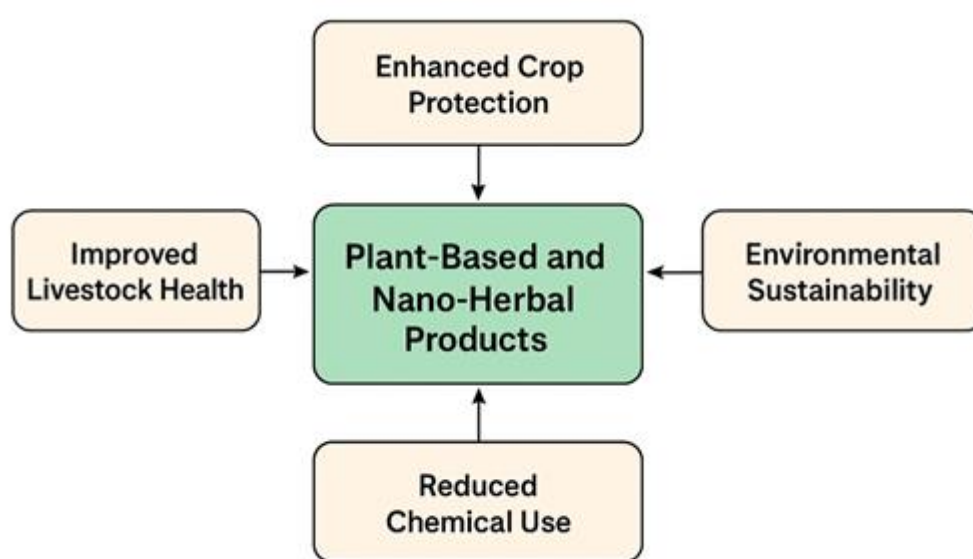 Enhanced Crop
Protection
Improved
Livestock Health
Plant-Based and
Nano-Herbal
Products
Environmental
Sustainability
Reduced
Chemical Use